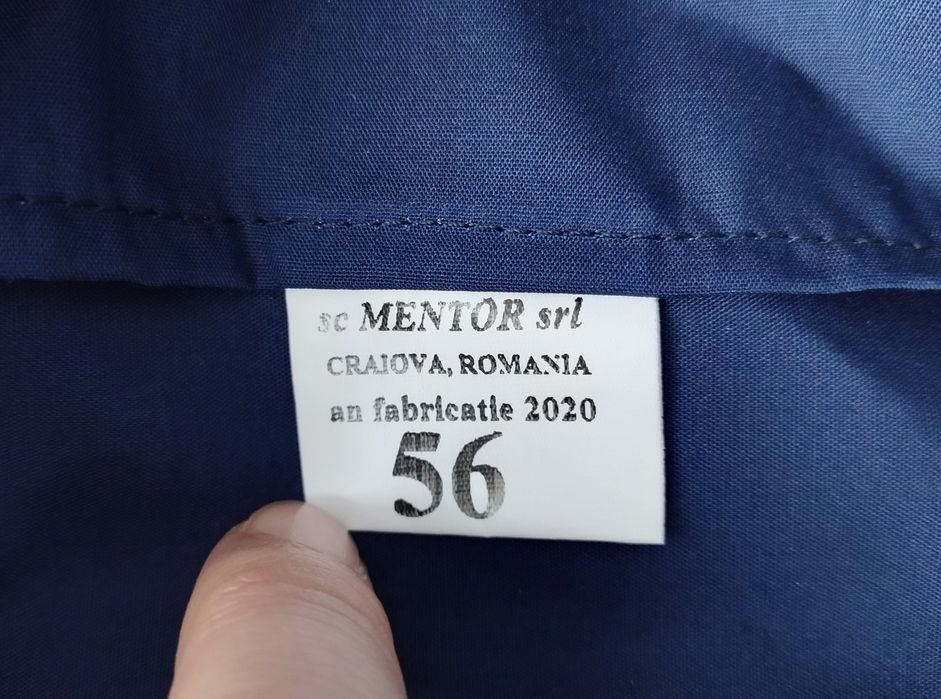 sc MENTOR srl
CRAIOVA, ROMANIA
an fabricatie 2020
56